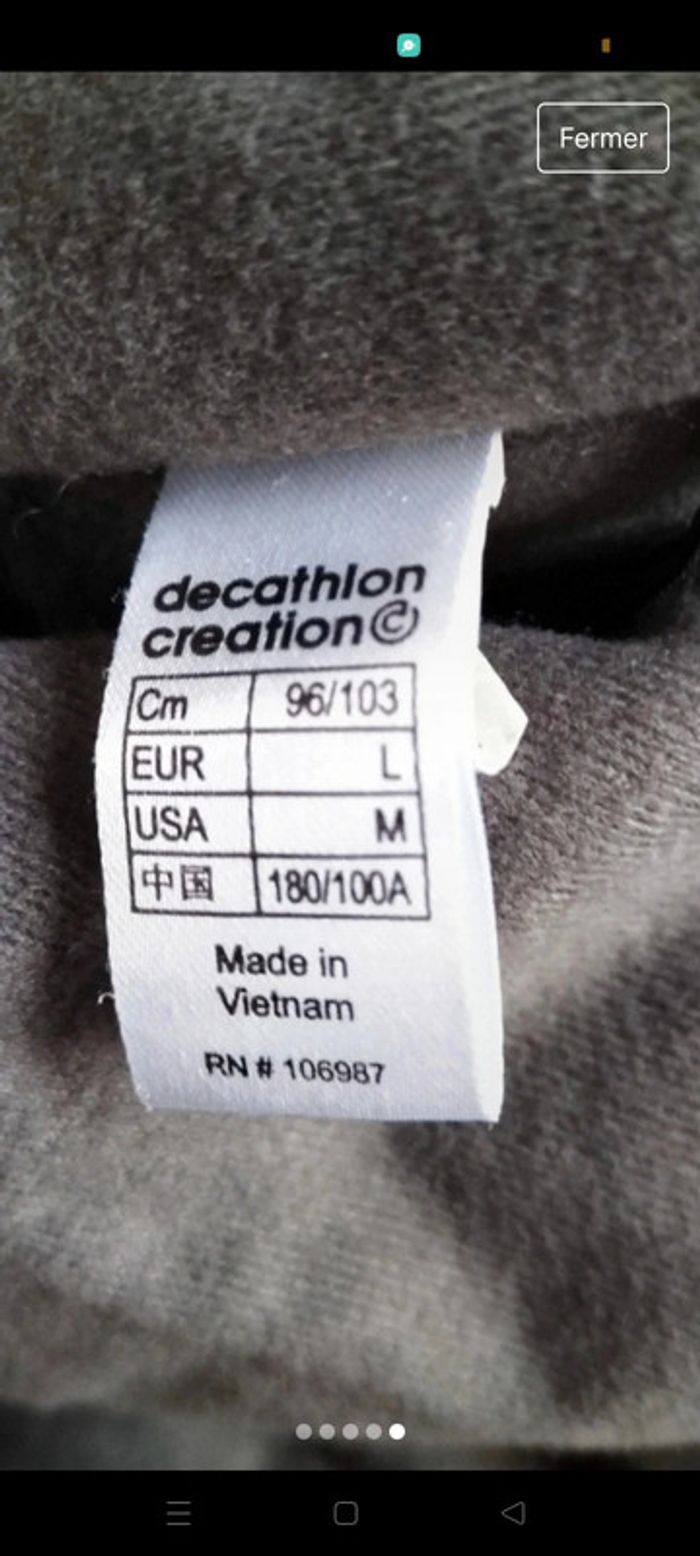 Fermer
decathlon
creation©
Cm 96/103
EUR L
USA M
中国 180/100A
Made in
Vietnam
RN # 106987